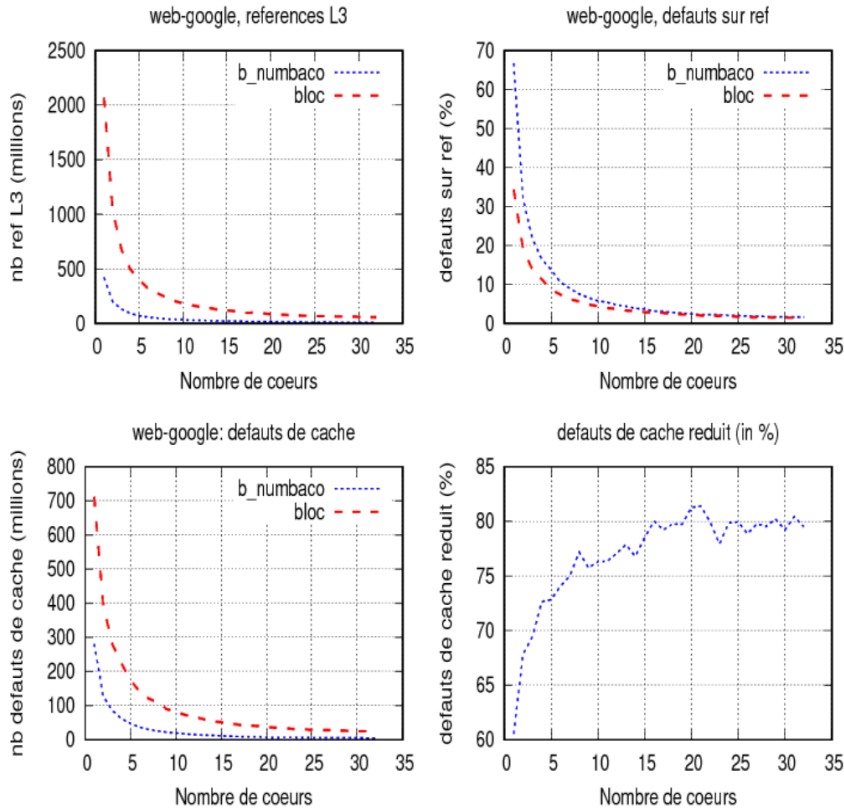 web-google, references L3
nb ref L3 (millions)
2500
2000
1500
1000
500
0
b_numbaco
bloc
0 5 10 15 20 25 30 35
Nombre de coeurs
web-google, defauts sur ref
defauts sur ref (%)
70
60
50
40
30
20
10
0
b_numbaco
bloc
0 5 10 15 20 25 30 35
Nombre de coeurs
web-google: defauts de cache
nb defauts de cache (millions)
800
700
600
500
400
300
200
100
0
b_numbaco
bloc
0 5 10 15 20 25 30 35
Nombre de coeurs
defauts de cache reduit (in %)
defauts de cache reduit (%)
85
80
75
70
65
60
0 5 10 15 20 25 30 35
Nombre de coeurs